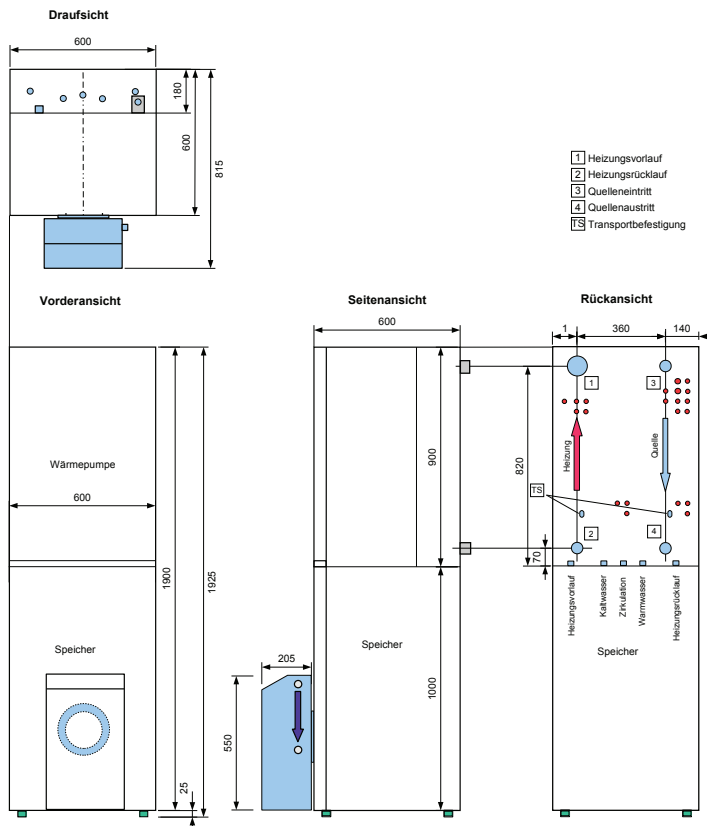 Draufsicht
600
180
600
815
1 Heizungsvorlauf
2 Heizungsrücklauf
3 Quelleneintritt
4 Quellenaustritt
TS Transportbefestigung
Vorderansicht
Wärmepumpe
600
1900
1925
Speicher
25
Seitenansicht
600
900
820
70
Speicher
1000
205
550
Rückansicht
1
360
140
1
3
Heizung
Quelle
TS
2
4
Heizungsvorlauf
Kaltwasser
Zirkulation
Warmwasser
Heizungsrücklauf
Speicher